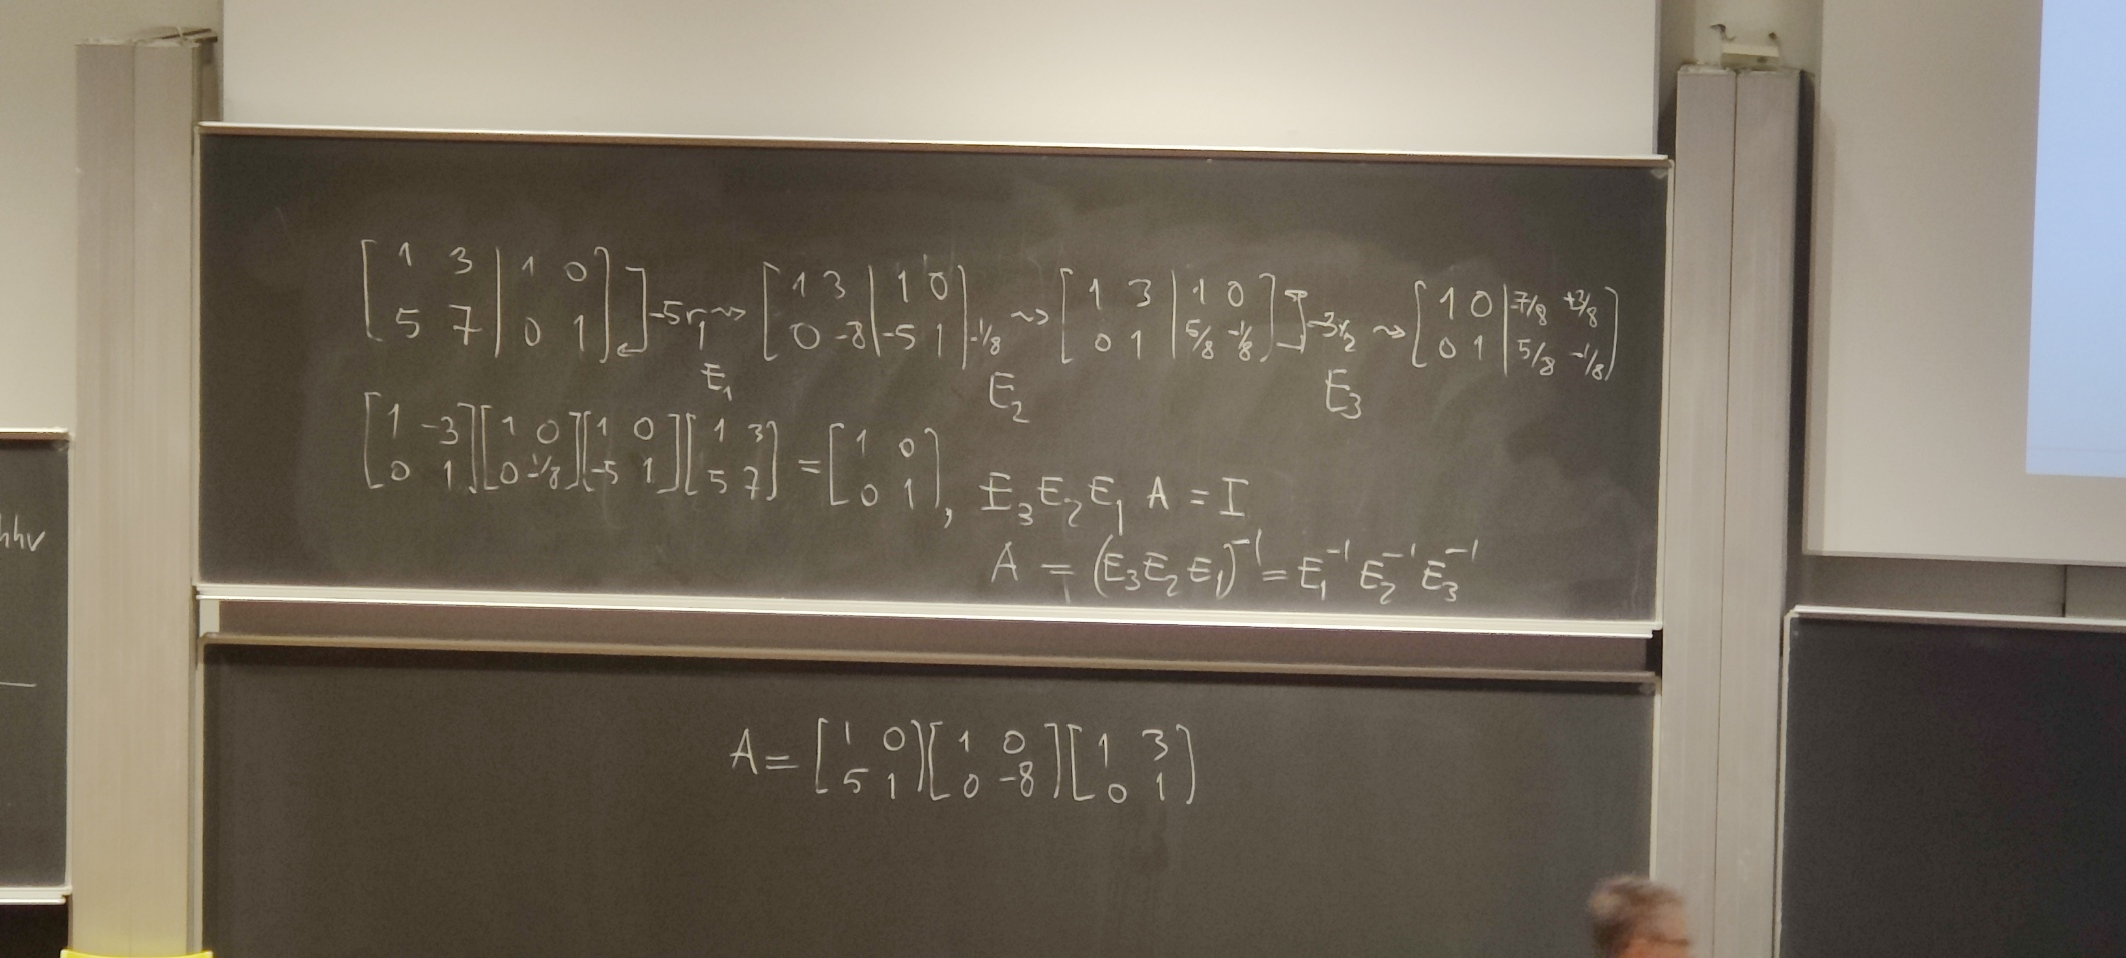 [1 3 | 1 0] ] -5r₁ ⇝ [1 3 | 1 0] ⇝ [1 3 | 1 0] ] -3r₂ ⇝ [1 0 | -7/8 +3/8]
[5 7 | 0 1] [0 -8 | -5 1] -1/8 [0 1 | 5/8 -1/8] [0 1 | 5/8 -1/8]
E₁ E₂ E₃
[1 -3] [1 0] [1 0] [1 3] = [1 0]
[0 1] [0 -1/8] [-5 1] [5 7] [0 1] , E₃E₂E₁ A = I
A = (E₃E₂E₁)⁻¹ = E₁⁻¹ E₂⁻¹ E₃⁻¹
A = [1 0] [1 0] [1 3]
[5 1] [0 -8] [0 1]